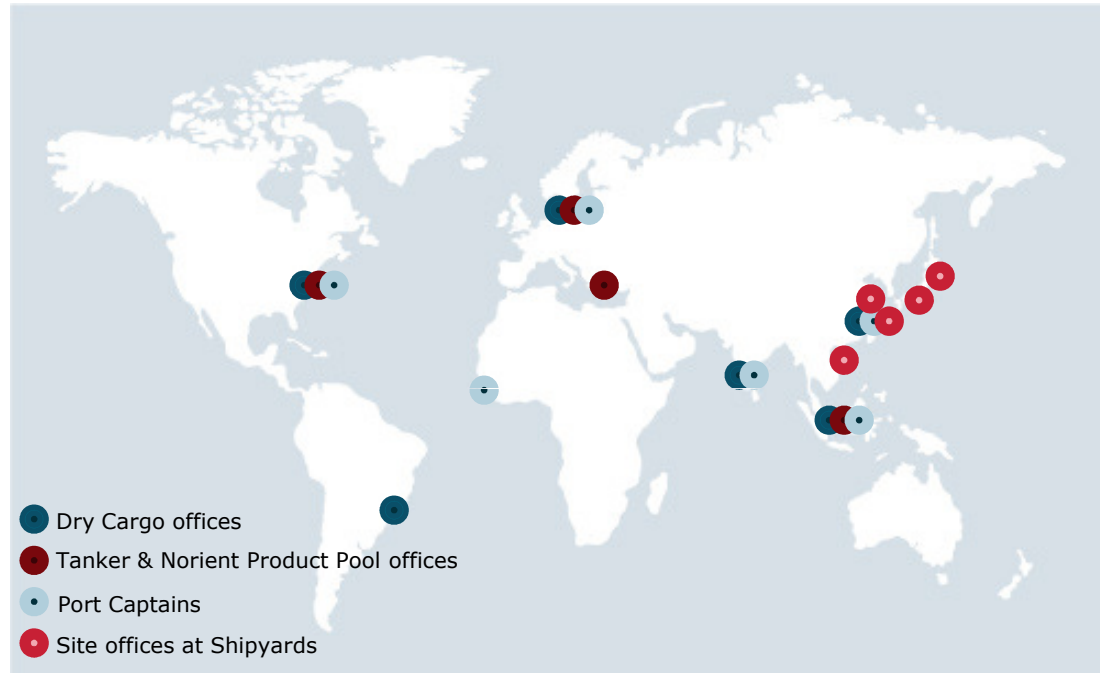 Dry Cargo offices
Tanker & Norient Product Pool offices
Port Captains
Site offices at Shipyards